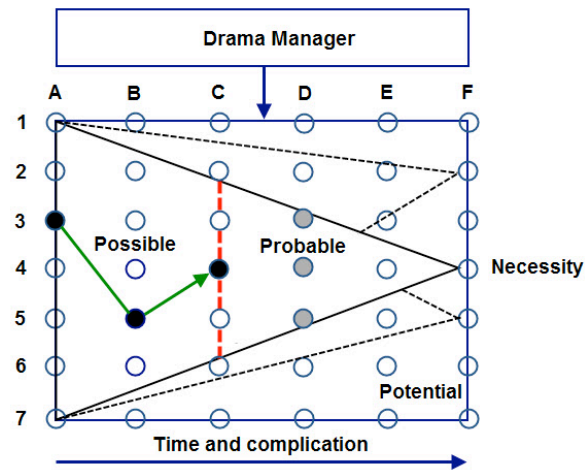 Drama Manager
A B C D E F
1
2
3
Possible Probable
4
Necessity
5
6
Potential
7
Time and complication